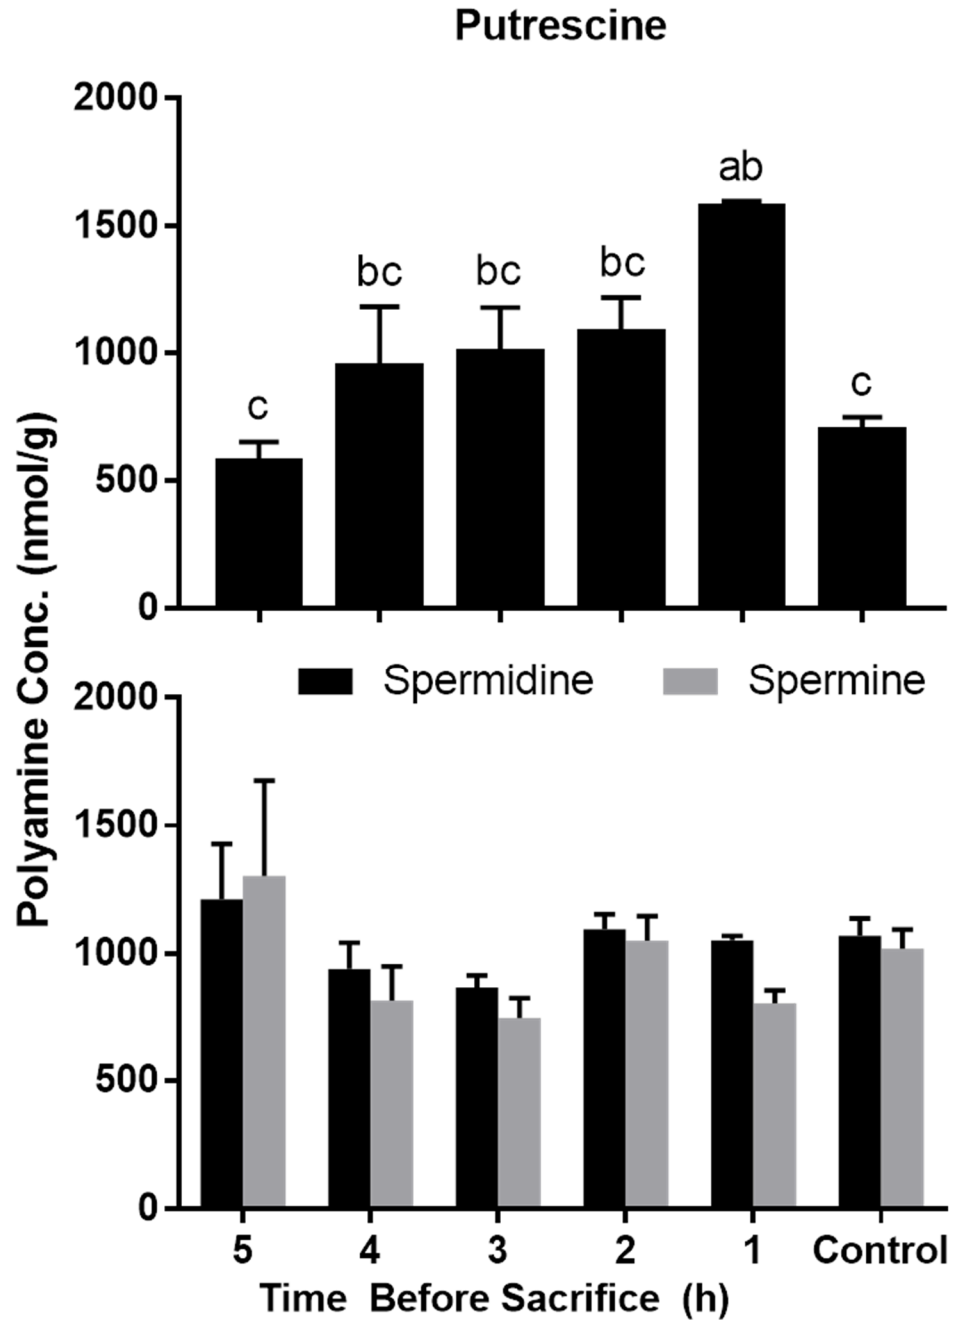 Putrescine
2000
1500
1000
500
0
c
bc
bc
bc
ab
c
Polyamine Conc. (nmol/g)
Spermidine
Spermine
2000
1500
1000
500
0
5 4 3 2 1 Control
Time Before Sacrifice (h)